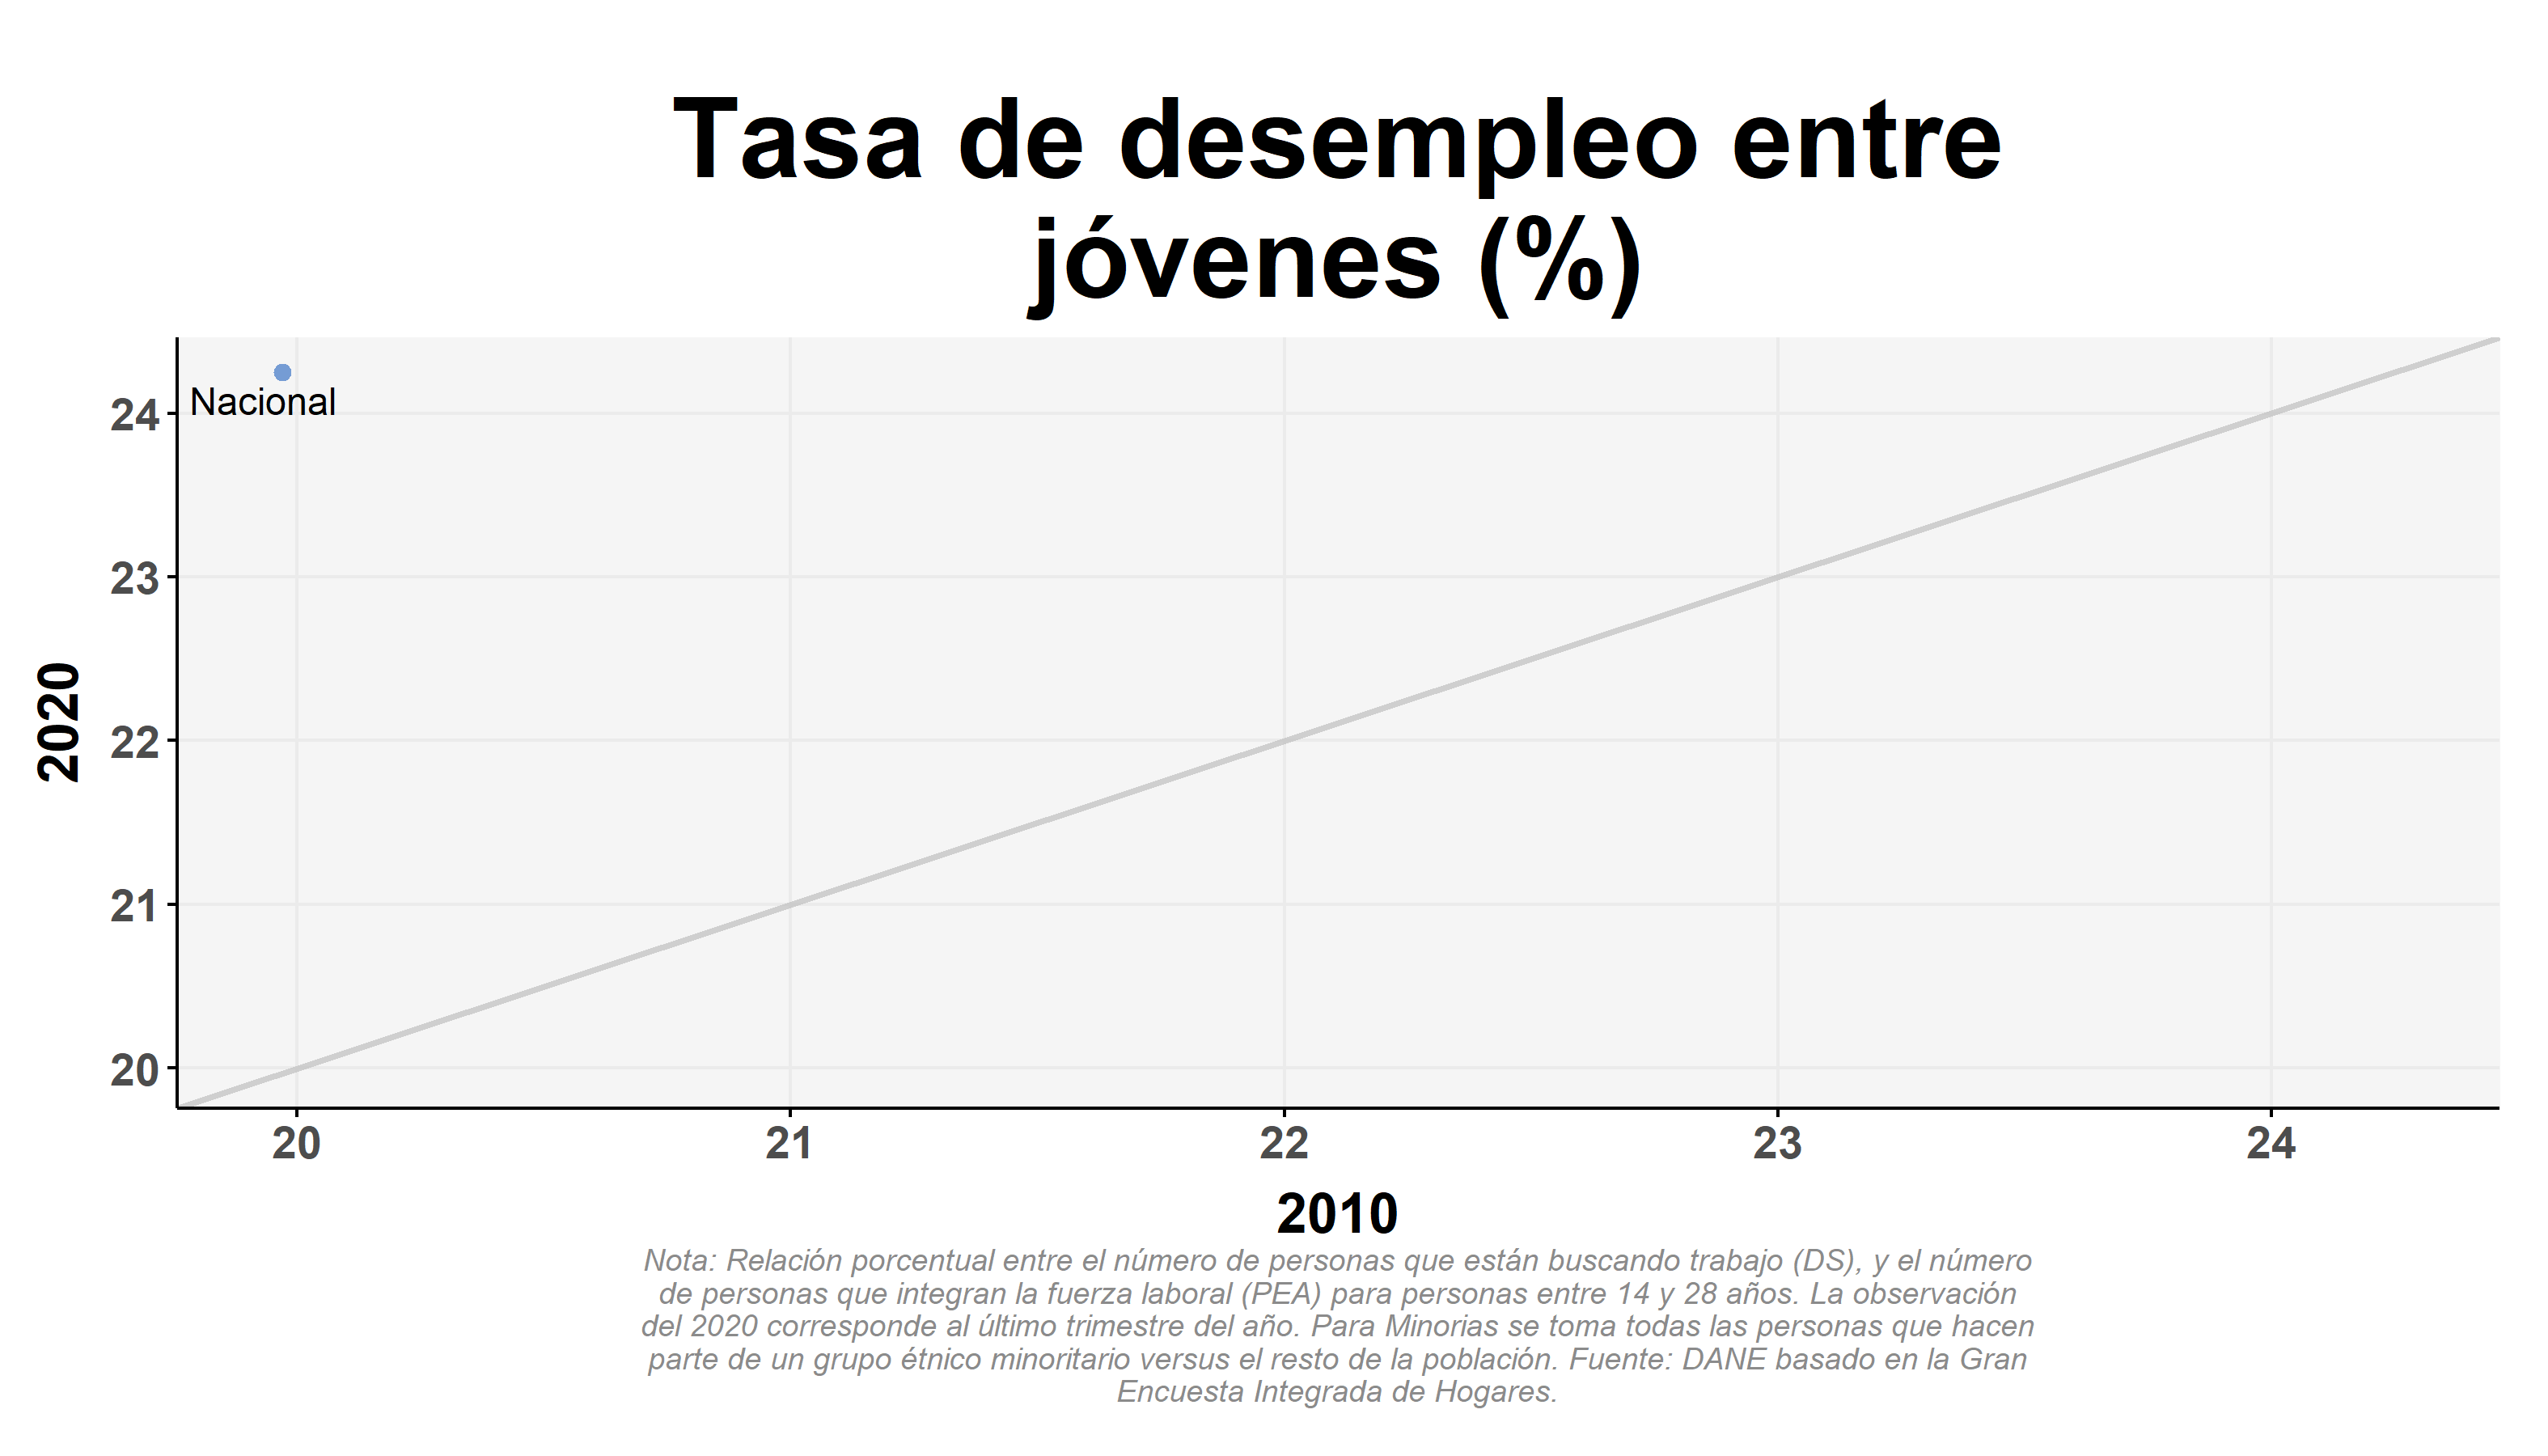 Tasa de desempleo entre
jóvenes (%)
Nacional
24
23
22
21
20
2020
20 21 22 23 24
2010
Nota: Relación porcentual entre el número de personas que están buscando trabajo (DS), y el número
de personas que integran la fuerza laboral (PEA) para personas entre 14 y 28 años. La observación
del 2020 corresponde al último trimestre del año. Para Minorias se toma todas las personas que hacen
parte de un grupo étnico minoritario versus el resto de la población. Fuente: DANE basado en la Gran
Encuesta Integrada de Hogares.